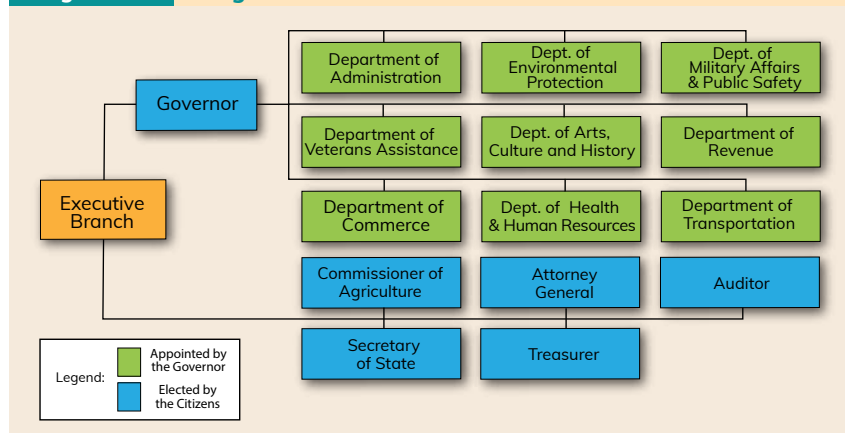 Department of
Administration
Dept. of
Environmental
Protection
Dept. of
Military Affairs
& Public Safety
Governor
Department of
Veterans Assistance
Dept. of Arts,
Culture and History
Department of
Revenue
Executive
Branch
Department of
Commerce
Dept. of Health
& Human Resources
Department of
Transportation
Commissioner of
Agriculture
Attorney
General
Auditor
Secretary
of State
Treasurer
Legend:
Appointed by
the Governor
Elected by
the Citizens